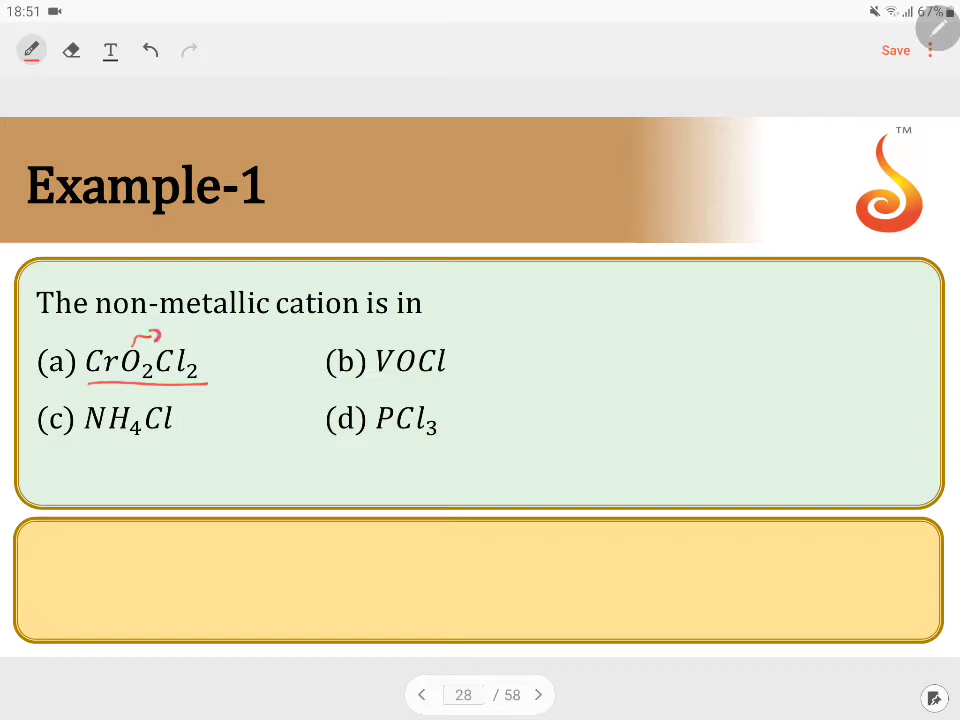 18:51 67%
T Save
TM
Example-1
The non-metallic cation is in
(a) CrO₂Cl₂ (b) VOCl
(c) NH₄Cl (d) PCl₃
28 / 58